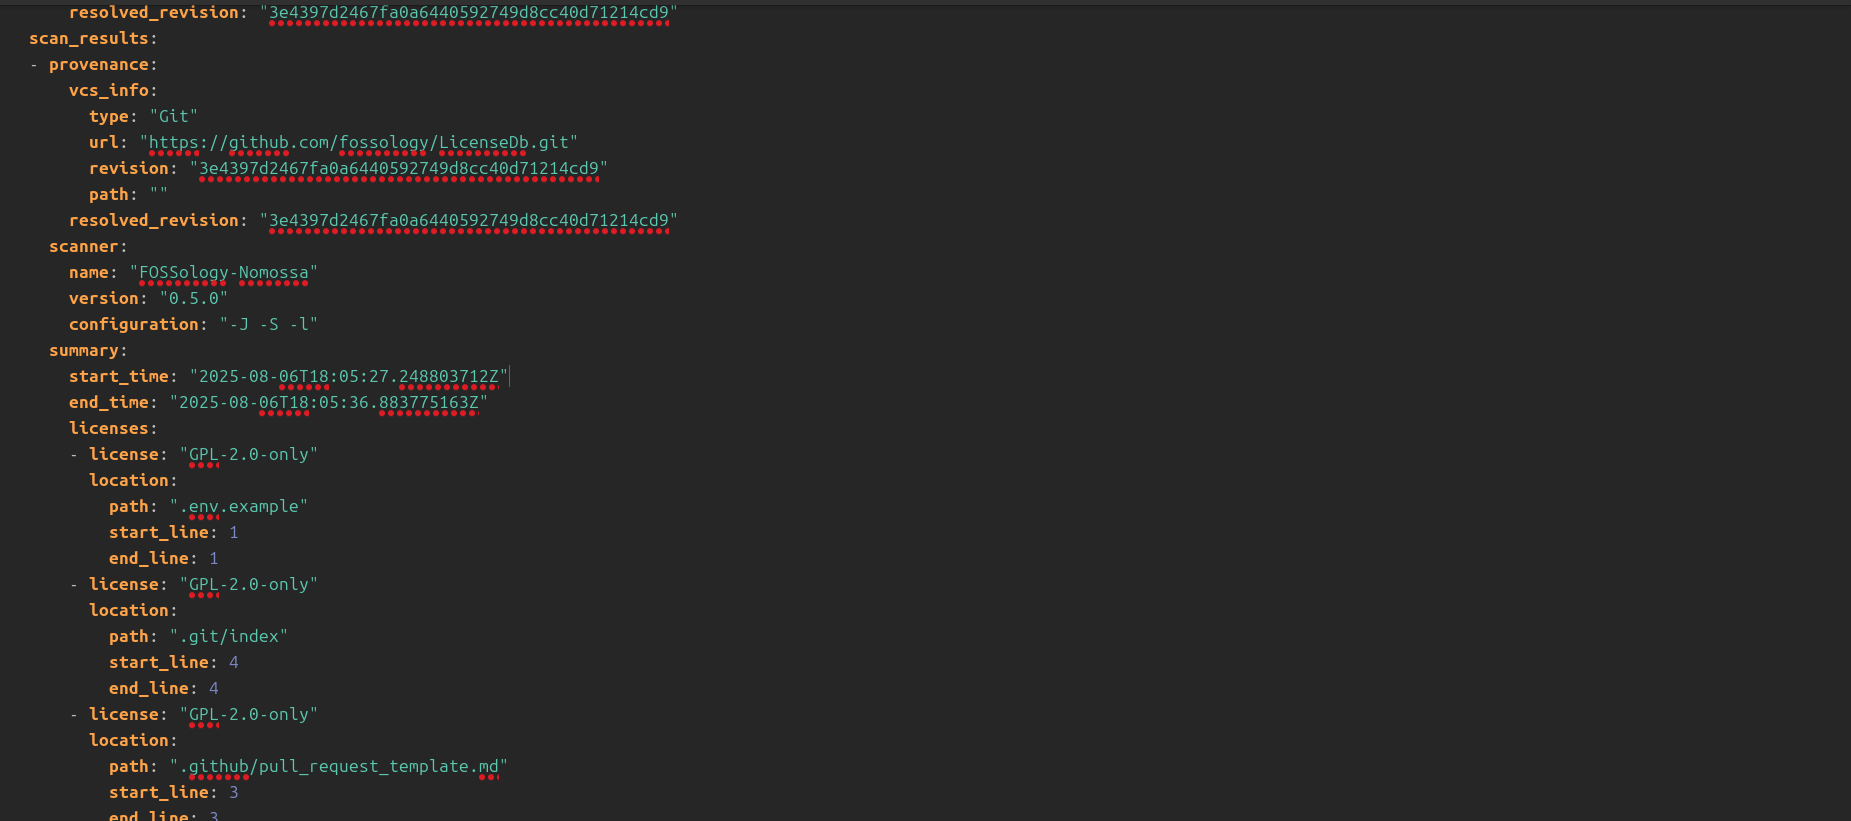 resolved_revision: "3e4397d2467fa0a6440592749d8cc40d71214cd9"
scan_results:
- provenance:
vcs_info:
type: "Git"
url: "https://github.com/fossology/LicenseDb.git"
revision: "3e4397d2467fa0a6440592749d8cc40d71214cd9"
path: ""
resolved_revision: "3e4397d2467fa0a6440592749d8cc40d71214cd9"
scanner:
name: "FOSSology-Nomossa"
version: "0.5.0"
configuration: "-J -S -l"
summary:
start_time: "2025-08-06T18:05:27.248803712Z"
end_time: "2025-08-06T18:05:36.883775163Z"
licenses:
- license: "GPL-2.0-only"
location:
path: ".env.example"
start_line: 1
end_line: 1
- license: "GPL-2.0-only"
location:
path: ".git/index"
start_line: 4
end_line: 4
- license: "GPL-2.0-only"
location:
path: ".github/pull_request_template.md"
start_line: 3
end_line: 3